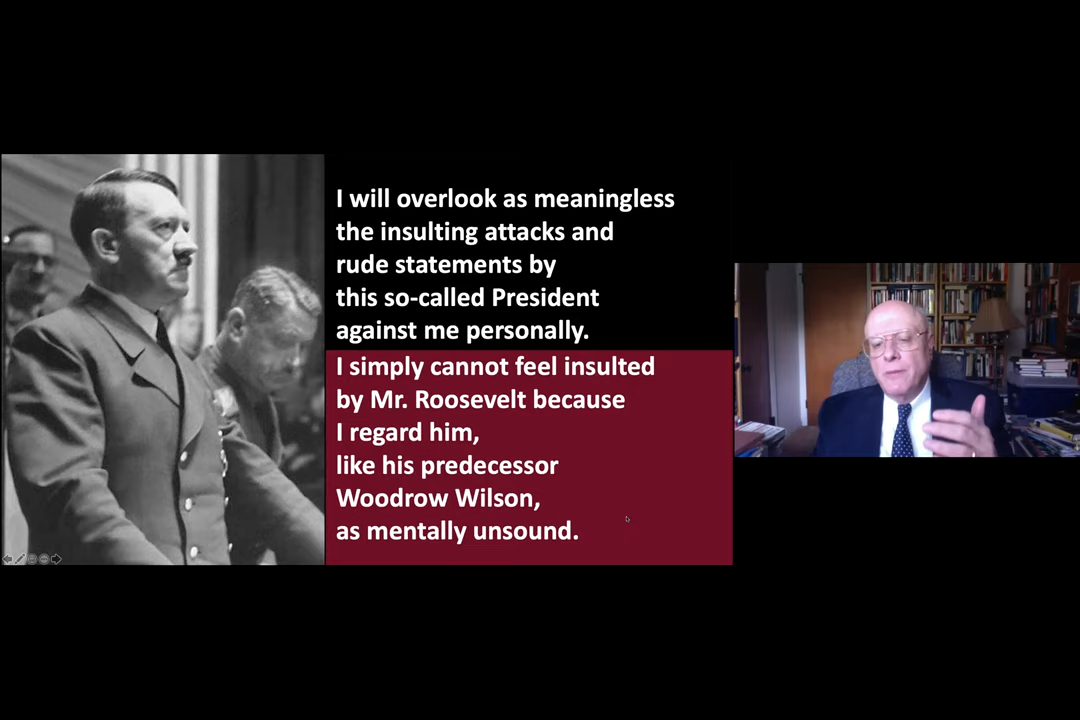 I will overlook as meaningless
the insulting attacks and
rude statements by
this so-called President
against me personally.
I simply cannot feel insulted
by Mr. Roosevelt because
I regard him,
like his predecessor
Woodrow Wilson,
as mentally unsound.